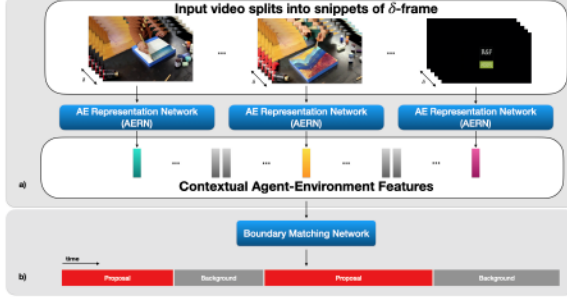 Input video splits into snippets of δ-frame
...
...
δ
δ
δ
AE Representation Network
(AERN)
AE Representation Network
(AERN)
AE Representation Network
(AERN)
... ... ... ...
a)
Contextual Agent-Environment Features
Boundary Matching Network
time
b)
Proposal
Background
Proposal
Background